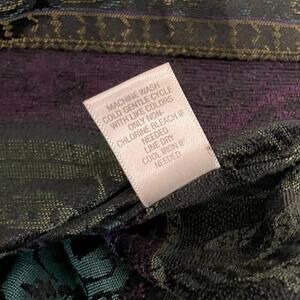 MACHINE WASH
COLD GENTLE CYCLE
WITH LIKE COLORS
ONLY NON-
CHLORINE BLEACH IF
NEEDED
LINE DRY
COOL IRON IF
NEEDED